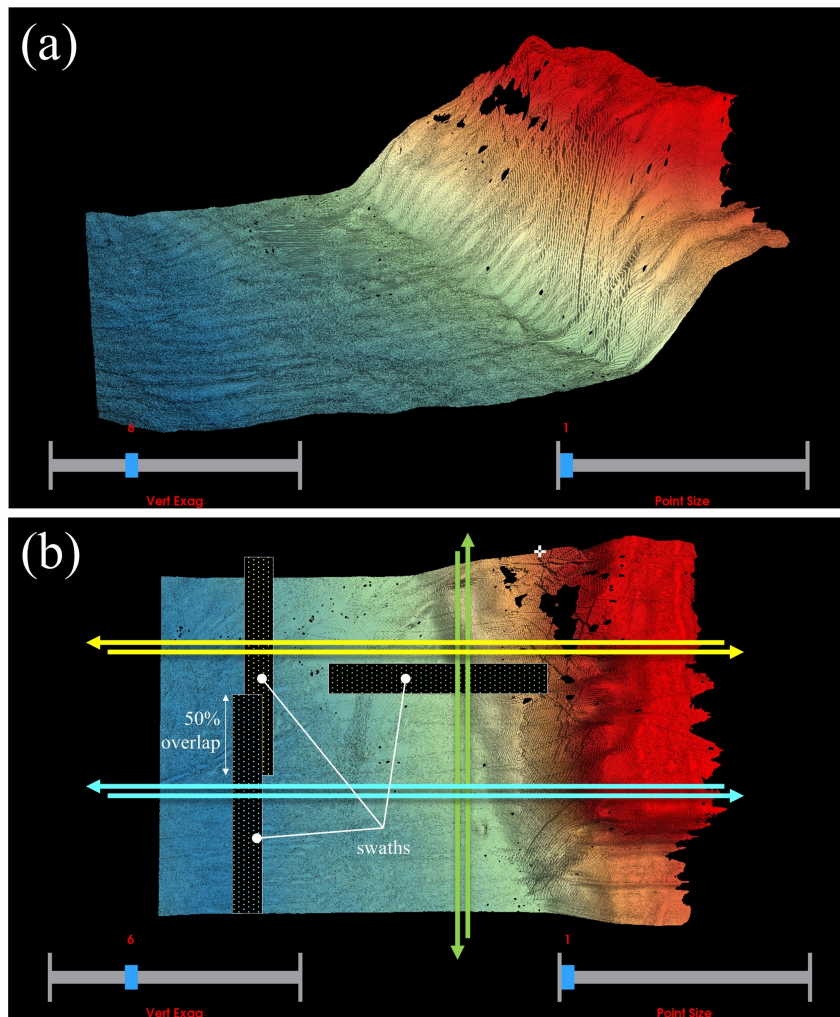 (a)
6
1
Vert Exag
Point Size
(b)
50%
overlap
swaths
6
1
Vert Exag
Point Size